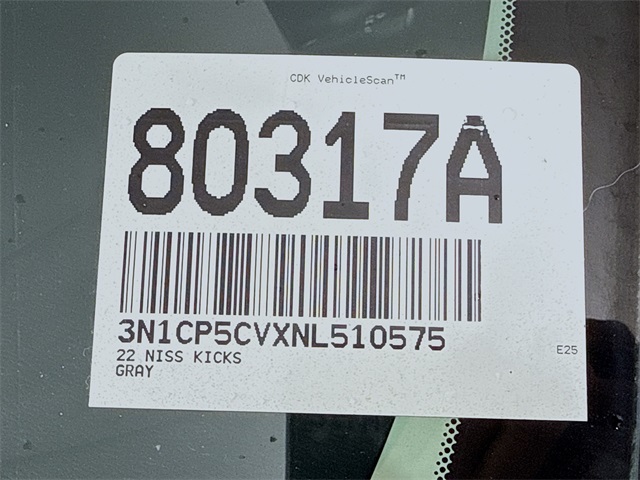 CDK VehicleScan™
80317A
3N1CP5CVXNL510575
22 NISS KICKS
GRAY
E25